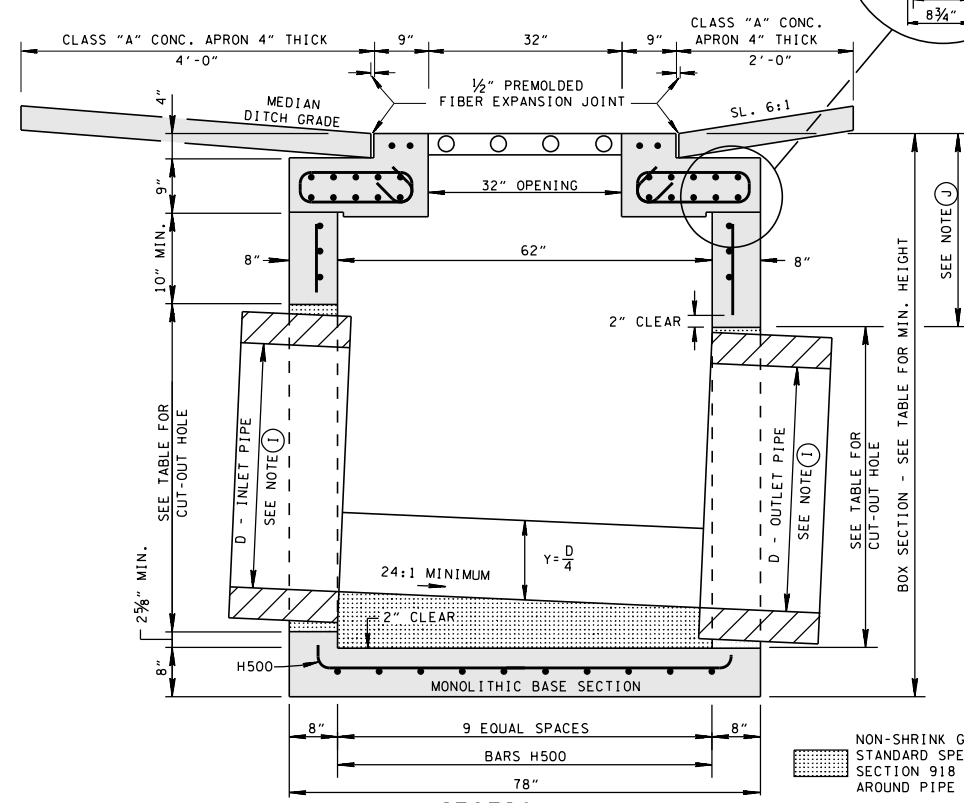 8¾"
CLASS "A" CONC. APRON 4" THICK
4'-0"
9"
32"
9"
CLASS "A" CONC.
APRON 4" THICK
2'-0"
½" PREMOLDED
FIBER EXPANSION JOINT
4"
MEDIAN
DITCH GRADE
SL. 6:1
9"
32" OPENING
SEE NOTE J
10" MIN.
8"
62"
8"
2" CLEAR
SEE TABLE FOR
CUT-OUT HOLE
D - INLET PIPE
SEE NOTE I
D - OUTLET PIPE
SEE NOTE I
SEE TABLE FOR
CUT-OUT HOLE
BOX SECTION - SEE TABLE FOR MIN. HEIGHT
Y=D/4
24:1 MINIMUM
2⅝" MIN.
2" CLEAR
8"
H500
MONOLITHIC BASE SECTION
8"
9 EQUAL SPACES
8"
BARS H500
78"
NON-SHRINK G
STANDARD SPE
SECTION 918
AROUND PIPE